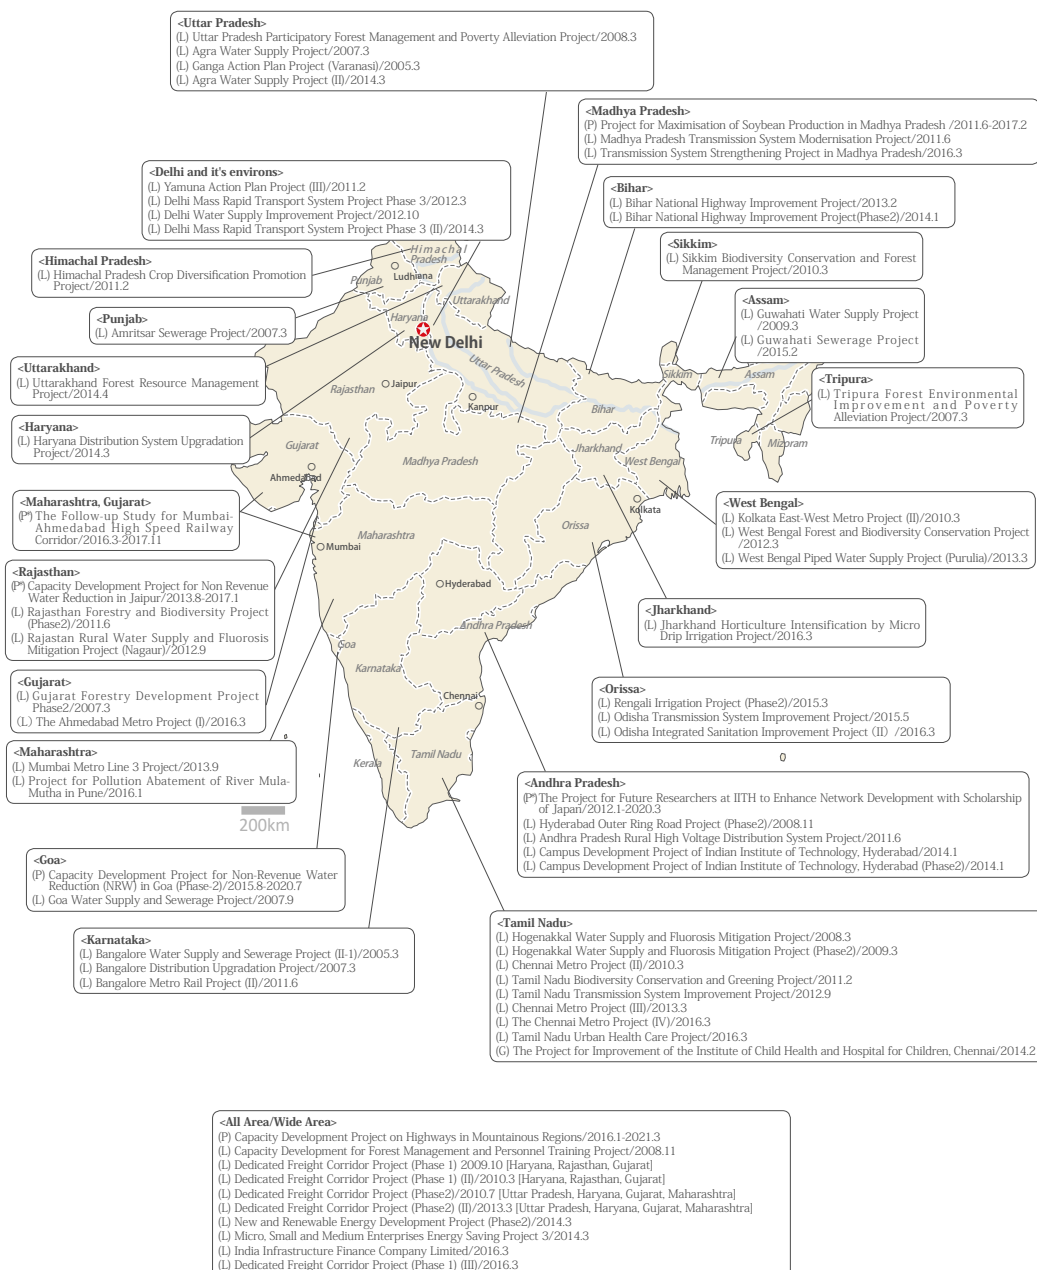 <Uttar Pradesh>
(L) Uttar Pradesh Participatory Forest Management and Poverty Alleviation Project/2008.3
(L) Agra Water Supply Project/2007.3
(L) Ganga Action Plan Project (Varanasi)/2005.3
(L) Agra Water Supply Project (II)/2014.3
<Madhya Pradesh>
(P) Project for Maximisation of Soybean Production in Madhya Pradesh /2011.6-2017.2
(L) Madhya Pradesh Transmission System Modernisation Project/2011.6
(L) Transmission System Strengthening Project in Madhya Pradesh/2016.3
<Delhi and it's environs>
(L) Yamuna Action Plan Project (III)/2011.2
(L) Delhi Mass Rapid Transport System Project Phase 3/2012.3
(L) Delhi Water Supply Improvement Project/2012.10
(L) Delhi Mass Rapid Transport System Project Phase 3 (II)/2014.3
<Bihar>
(L) Bihar National Highway Improvement Project/2013.2
(L) Bihar National Highway Improvement Project(Phase2)/2014.1
<Sikkim>
(L) Sikkim Biodiversity Conservation and Forest
Management Project/2010.3
<Himachal Pradesh>
(L) Himachal Pradesh Crop Diversification Promotion
Project/2011.2
<Assam>
(L) Guwahati Water Supply Project
/2009.3
(L) Guwahati Sewerage Project
/2015.2
<Punjab>
(L) Amritsar Sewerage Project/2007.3
<Uttarakhand>
(L) Uttarakhand Forest Resource Management
Project/2014.4
<Tripura>
(L) Tripura Forest Environmental
Improvement and Poverty
Alleviation Project/2007.3
<Haryana>
(L) Haryana Distribution System Upgradation
Project/2014.3
<Maharashtra, Gujarat>
(P*) The Follow-up Study for Mumbai-
Ahmedabad High Speed Railway
Corridor/2016.3-2017.11
<West Bengal>
(L) Kolkata East-West Metro Project (II)/2010.3
(L) West Bengal Forest and Biodiversity Conservation Project
/2012.3
(L) West Bengal Piped Water Supply Project (Purulia)/2013.3
<Rajasthan>
(P*) Capacity Development Project for Non Revenue
Water Reduction in Jaipur/2013.8-2017.1
(L) Rajasthan Forestry and Biodiversity Project
(Phase2)/2011.6
(L) Rajastan Rural Water Supply and Fluorosis
Mitigation Project (Nagaur)/2012.9
<Jharkhand>
(L) Jharkhand Horticulture Intensification by Micro
Drip Irrigation Project/2016.3
<Gujarat>
(L) Gujarat Forestry Development Project
Phase2/2007.3
(L) The Ahmedabad Metro Project (I)/2016.3
<Orissa>
(L) Rengali Irrigation Project (Phase2)/2015.3
(L) Odisha Transmission System Improvement Project/2015.5
(L) Odisha Integrated Sanitation Improvement Project (II) /2016.3
<Maharashtra>
(L) Mumbai Metro Line 3 Project/2013.9
(L) Project for Pollution Abatement of River Mula-
Mutha in Pune/2016.1
<Andhra Pradesh>
(P*) The Project for Future Researchers at IITH to Enhance Network Development with Scholarship
of Japan/2012.1-2020.3
(L) Hyderabad Outer Ring Road Project (Phase2)/2008.11
(L) Andhra Pradesh Rural High Voltage Distribution System Project/2011.6
(L) Campus Development Project of Indian Institute of Technology, Hyderabad/2014.1
(L) Campus Development Project of Indian Institute of Technology, Hyderabad (Phase2)/2014.1
<Goa>
(P) Capacity Development Project for Non-Revenue Water
Reduction (NRW) in Goa (Phase-2)/2015.8-2020.7
(L) Goa Water Supply and Sewerage Project/2007.9
<Karnataka>
(L) Bangalore Water Supply and Sewerage Project (II-1)/2005.3
(L) Bangalore Distribution Upgradation Project/2007.3
(L) Bangalore Metro Rail Project (II)/2011.6
<Tamil Nadu>
(L) Hogenakkal Water Supply and Fluorosis Mitigation Project/2008.3
(L) Hogenakkal Water Supply and Fluorosis Mitigation Project (Phase2)/2009.3
(L) Chennai Metro Project (II)/2010.3
(L) Tamil Nadu Biodiversity Conservation and Greening Project/2011.2
(L) Tamil Nadu Transmission System Improvement Project/2012.9
(L) Chennai Metro Project (III)/2013.3
(L) The Chennai Metro Project (IV)/2016.3
(L) Tamil Nadu Urban Health Care Project/2016.3
(G) The Project for Improvement of the Institute of Child Health and Hospital for Children, Chennai/2014.2
Himachal
Pradesh
Ludhiana
Punjab
Uttarakhand
Haryana
New Delhi
Uttar Pradesh
Jaipur
Rajasthan
Kanpur
Sikkim
Assam
Bihar
Tripura
Mizoram
Gujarat
Jharkhand
Madhya Pradesh
West Bengal
Ahmedabad
Kolkata
Orissa
Maharashtra
Mumbai
Hyderabad
Andhra Pradesh
Goa
Karnataka
Chennai
Tamil Nadu
Kerala
200km
<All Area/Wide Area>
(P) Capacity Development Project on Highways in Mountainous Regions/2016.1-2021.3
(L) Capacity Development for Forest Management and Personnel Training Project/2008.11
(L) Dedicated Freight Corridor Project (Phase 1) 2009.10 [Haryana, Rajasthan, Gujarat]
(L) Dedicated Freight Corridor Project (Phase 1) (II)/2010.3 [Haryana, Rajasthan, Gujarat]
(L) Dedicated Freight Corridor Project (Phase2)/2010.7 [Uttar Pradesh, Haryana, Gujarat, Maharashtra]
(L) Dedicated Freight Corridor Project (Phase2) (II)/2013.3 [Uttar Pradesh, Haryana, Gujarat, Maharashtra]
(L) New and Renewable Energy Development Project (Phase2)/2014.3
(L) Micro, Small and Medium Enterprises Energy Saving Project 3/2014.3
(L) India Infrastructure Finance Company Limited/2016.3
(L) Dedicated Freight Corridor Project (Phase 1) (III)/2016.3